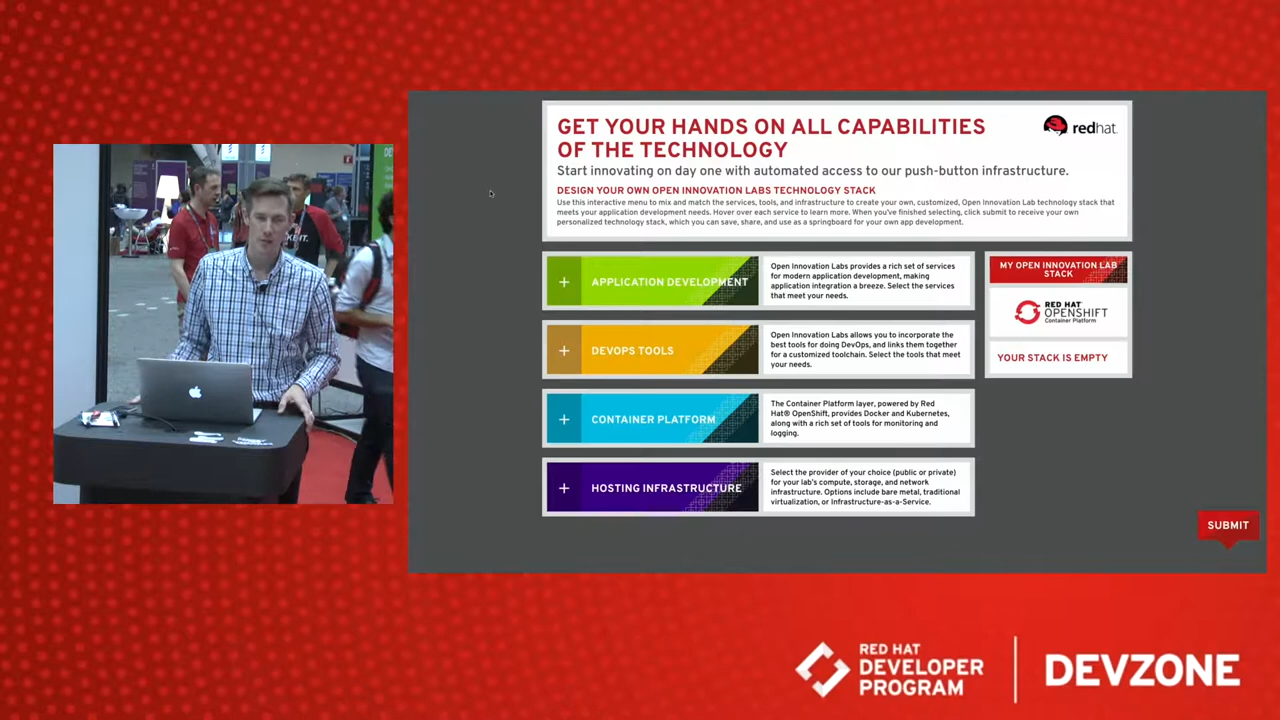 GET YOUR HANDS ON ALL CAPABILITIES
OF THE TECHNOLOGY
redhat.
Start innovating on day one with automated access to our push-button infrastructure.
DESIGN YOUR OWN OPEN INNOVATION LABS TECHNOLOGY STACK
Use this interactive menu to mix and match the services, tools, and infrastructure to create your own, customized, Open Innovation Lab technology stack that
meets your application development needs. Hover over each service to learn more. When you've finished selecting, click submit to receive your own
personalized technology stack, which you can save, share, and use as a springboard for your own app development.
+ APPLICATION DEVELOPMENT
Open Innovation Labs provides a rich set of services
for modern application development, making
application integration a breeze. Select the services
that meet your needs.
+ DEVOPS TOOLS
Open Innovation Labs allows you to incorporate the
best tools for doing DevOps, and links them together
for a customized toolchain. Select the tools that meet
your needs.
+ CONTAINER PLATFORM
The Container Platform layer, powered by Red
Hat® OpenShift, provides Docker and Kubernetes,
along with a rich set of tools for monitoring and
logging.
+ HOSTING INFRASTRUCTURE
Select the provider of your choice (public or private)
for your lab's compute, storage, and network
infrastructure. Options include bare metal, traditional
virtualization, or Infrastructure-as-a-Service.
MY OPEN INNOVATION LAB
STACK
RED HAT
OPENSHIFT
Container Platform
YOUR STACK IS EMPTY
SUBMIT
RED HAT
DEVELOPER
PROGRAM
DEVZONE